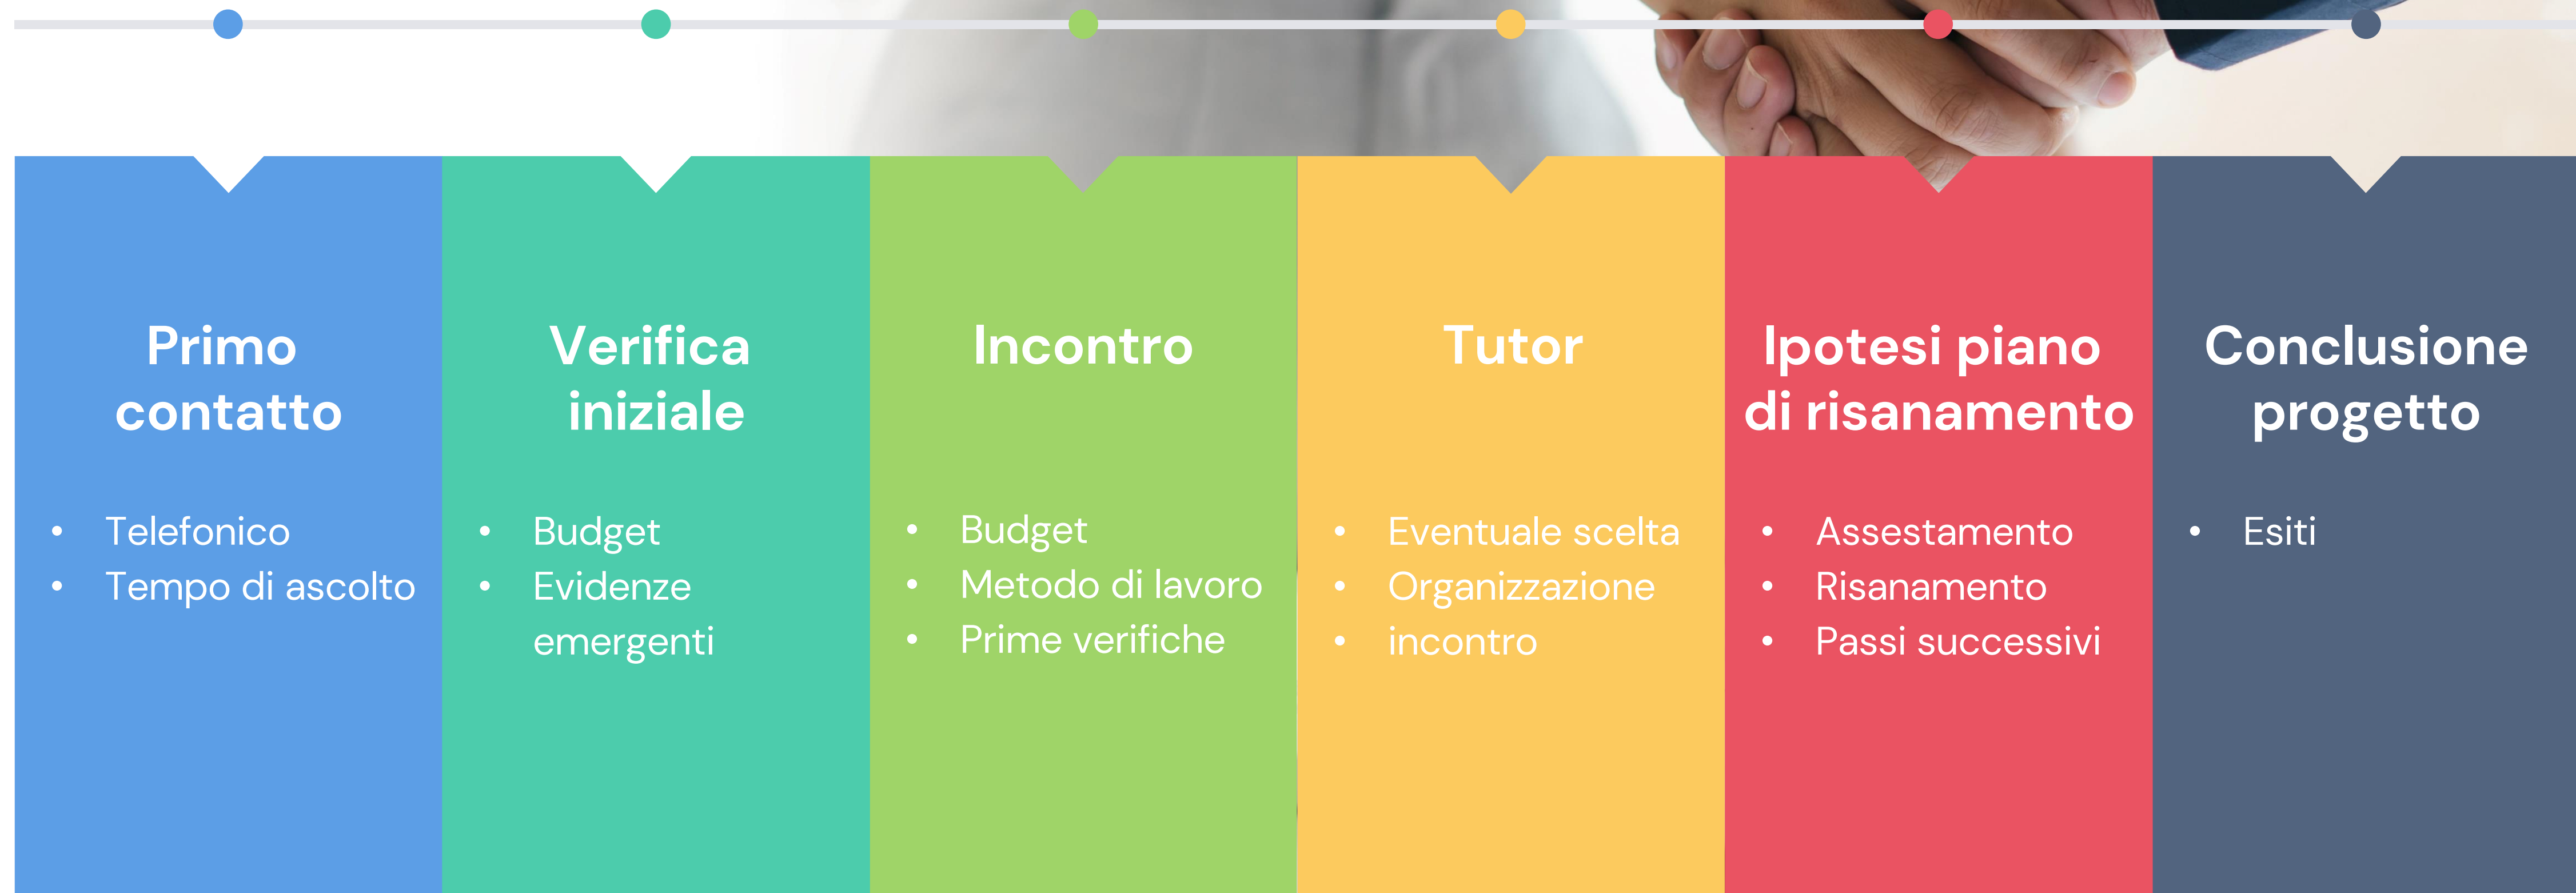 Primo
contatto
• Telefonico
• Tempo di ascolto
Verifica
iniziale
• Budget
• Evidenze
emergenti
Incontro
• Budget
• Metodo di lavoro
• Prime verifiche
Tutor
• Eventuale scelta
• Organizzazione
• incontro
Ipotesi piano
di risanamento
• Assestamento
• Risanamento
• Passi successivi
Conclusione
progetto
• Esiti